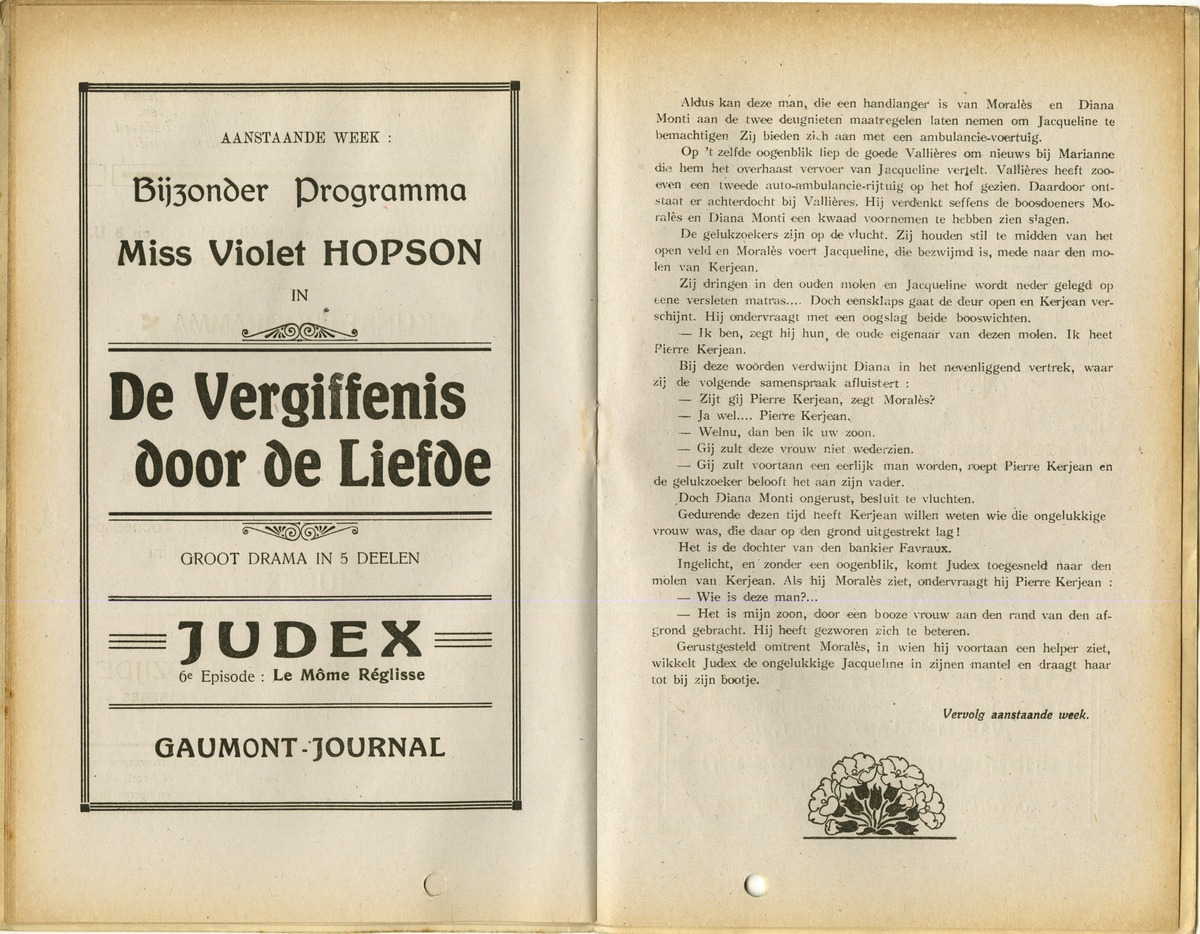 AANSTAANDE WEEK :
Bijzonder Programma
Miss Violet HOPSON
IN
De Vergiffenis
door de Liefde
GROOT DRAMA IN 5 DEELEN
JUDEX
6e Episode : Le Môme Réglisse
GAUMONT-JOURNAL
Aldus kan deze man, die een handlanger is van Moralès en Diana
Monti aan de twee deugnieten maatregelen laten nemen om Jacqueline te
bemachtigen Zij bieden zich aan met een ambulancie-voertuig.
Op 't zelfde oogenblik liep de goede Vallières om nieuws bij Marianne
die hem het overhaast vervoer van Jacqueline vertelt. Vallières heeft zoo-
even een tweede auto-ambulancie-rijtuig op het hof gezien. Daardoor ont-
staat er achterdocht bij Vallières. Hij verdenkt seffens de boosdoeners Mo-
ralès en Diana Monti een kwaad voornemen te hebben zien slagen.
De gelukzoekers zijn op de vlucht. Zij houden stil te midden van het
open veld en Moralès voert Jacqueline, die bezwijmd is, mede naar den mo-
len van Kerjean.
Zij dringen in den ouden molen en Jacqueline wordt neder gelegd op
eene versleten matras.... Doch eensklaps gaat de deur open en Kerjean ver-
schijnt. Hij ondervraagt met een oogslag beide booswichten.
— Ik ben, zegt hij hun, de oude eigenaar van dezen molen. Ik heet
Pierre Kerjean.
Bij deze woorden verdwijnt Diana in het nevenliggend vertrek, waar
zij de volgende samenspraak afluistert :
— Zijt gij Pierre Kerjean, zegt Moralès?
— Ja wel.... Pierre Kerjean.
— Welnu, dan ben ik uw zoon.
— Gij zult deze vrouw niet wederzien.
— Gij zult voortaan een eerlijk man worden, roept Pierre Kerjean en
de gelukzoeker belooft het aan zijn vader.
Doch Diana Monti ongerust, besluit te vluchten.
Gedurende dezen tijd heeft Kerjean willen weten wie die ongelukkige
vrouw was, die daar op den grond uitgestrekt lag!
Het is de dochter van den bankier Favraux.
Ingelicht, en zonder een oogenblik, komt Judex toegesneld naar den
molen van Kerjean. Als hij Moralès ziet, ondervraagt hij Pierre Kerjean :
— Wie is deze man?...
— Het is mijn zoon, door een booze vrouw aan den rand van den af-
grond gebracht. Hij heeft gezworen zich te beteren.
Gerustgesteld omtrent Moralès, in wien hij voortaan een helper ziet,
wikkelt Judex de ongelukkige Jacqueline in zijnen mantel en draagt haar
tot bij zijn bootje.
Vervolg aanstaande week.